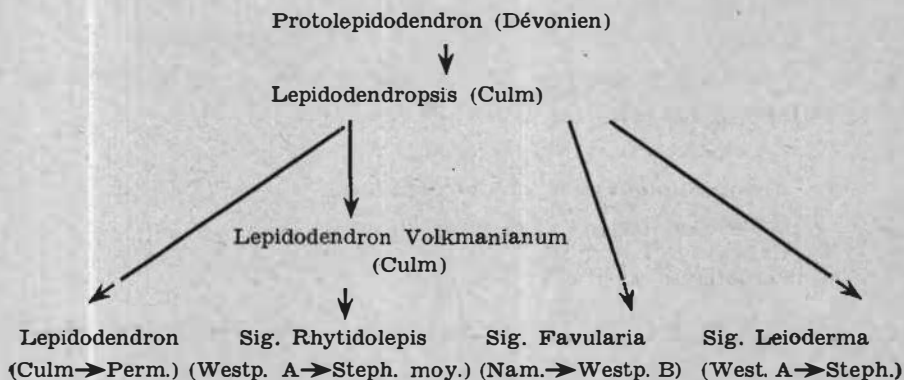 Protolepidodendron (Dévonien)
Lepidodendropsis (Culm)
Lepidodendron Volkmanianum
(Culm)
Lepidodendron Sig. Rhytidolepis Sig. Favularia Sig. Leioderma
(Culm→Perm.) (Westp. A→Steph. moy.) (Nam.→Westp. B) (West. A→Steph.)